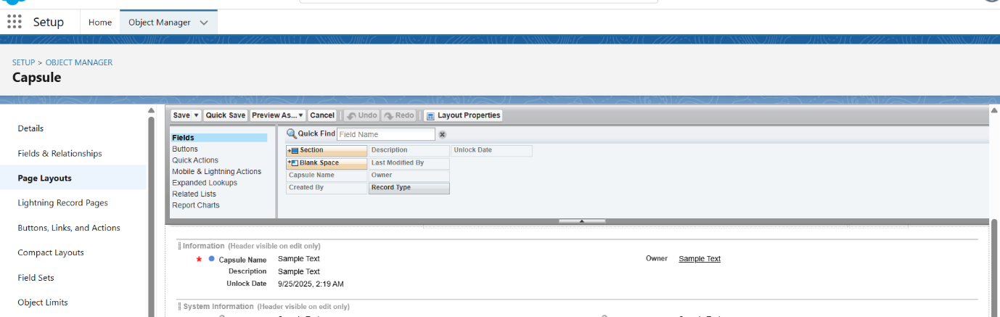 Setup Home Object Manager
SETUP > OBJECT MANAGER
Capsule
Details
Fields & Relationships
Page Layouts
Lightning Record Pages
Buttons, Links, and Actions
Compact Layouts
Field Sets
Object Limits
Save Quick Save Preview As... Cancel Undo Redo Layout Properties
Fields
Buttons
Quick Actions
Mobile & Lightning Actions
Expanded Lookups
Related Lists
Report Charts
Quick Find Field Name
Section Description Unlock Date
Blank Space Last Modified By
Capsule Name Owner
Created By Record Type
Information (Header visible on edit only)
* Capsule Name Sample Text Owner Sample Text
Description Sample Text
Unlock Date 9/25/2025, 2:19 AM
System Information (Header visible on edit only)